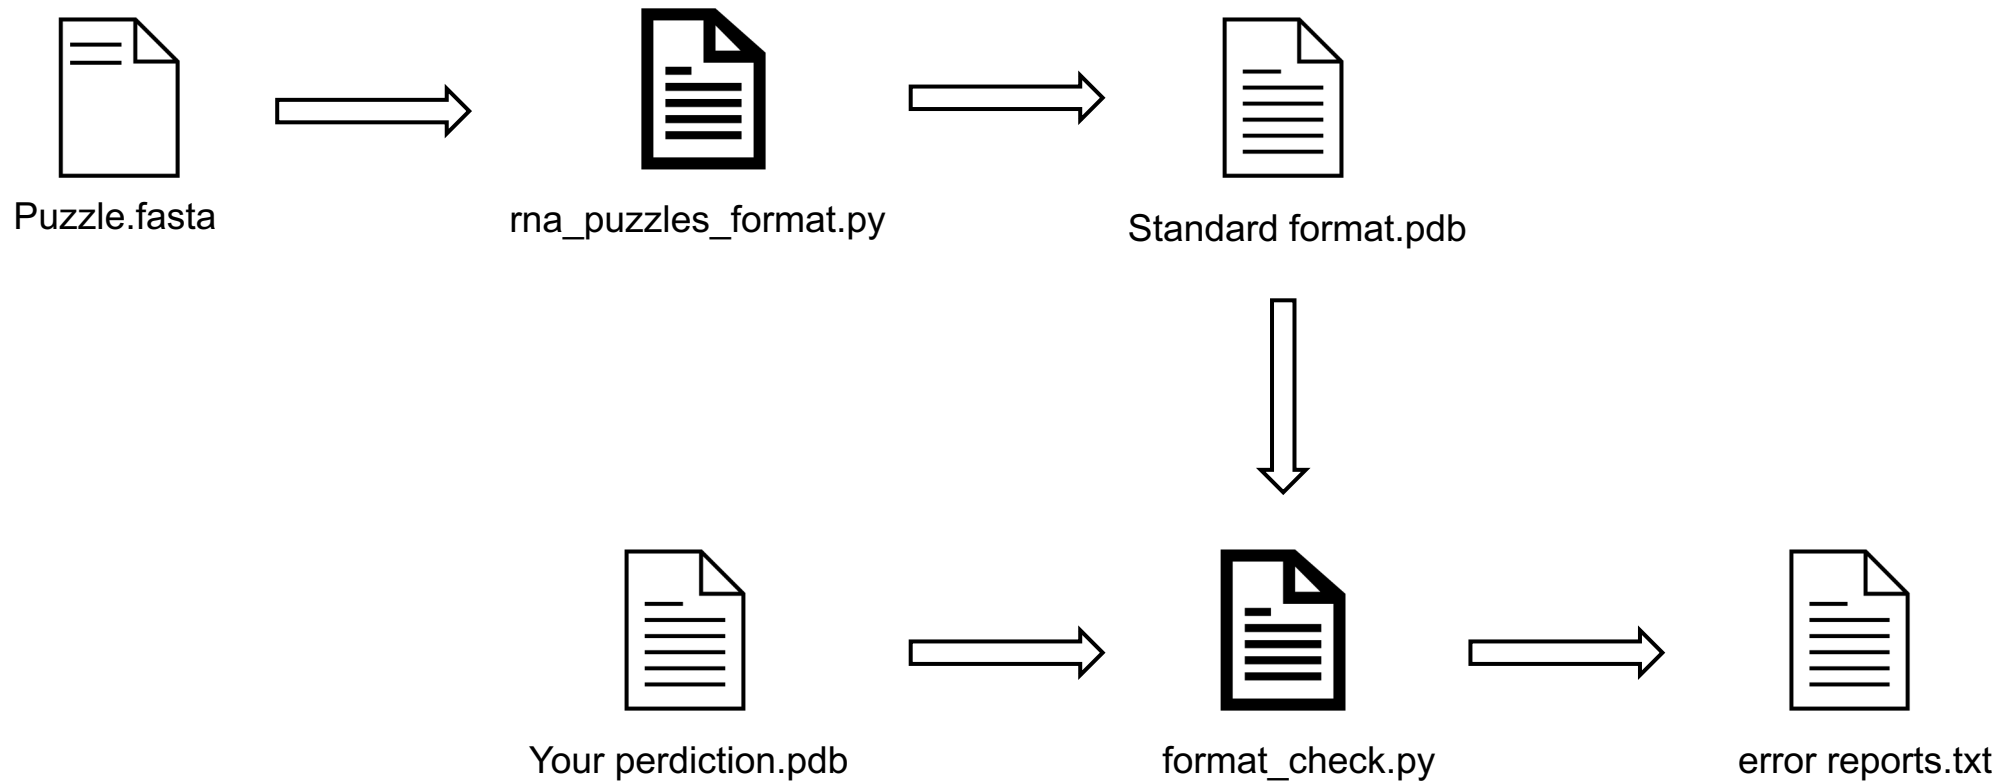 Puzzle.fasta
rna_puzzles_format.py
Standard format.pdb
Your perdiction.pdb
format_check.py
error reports.txt